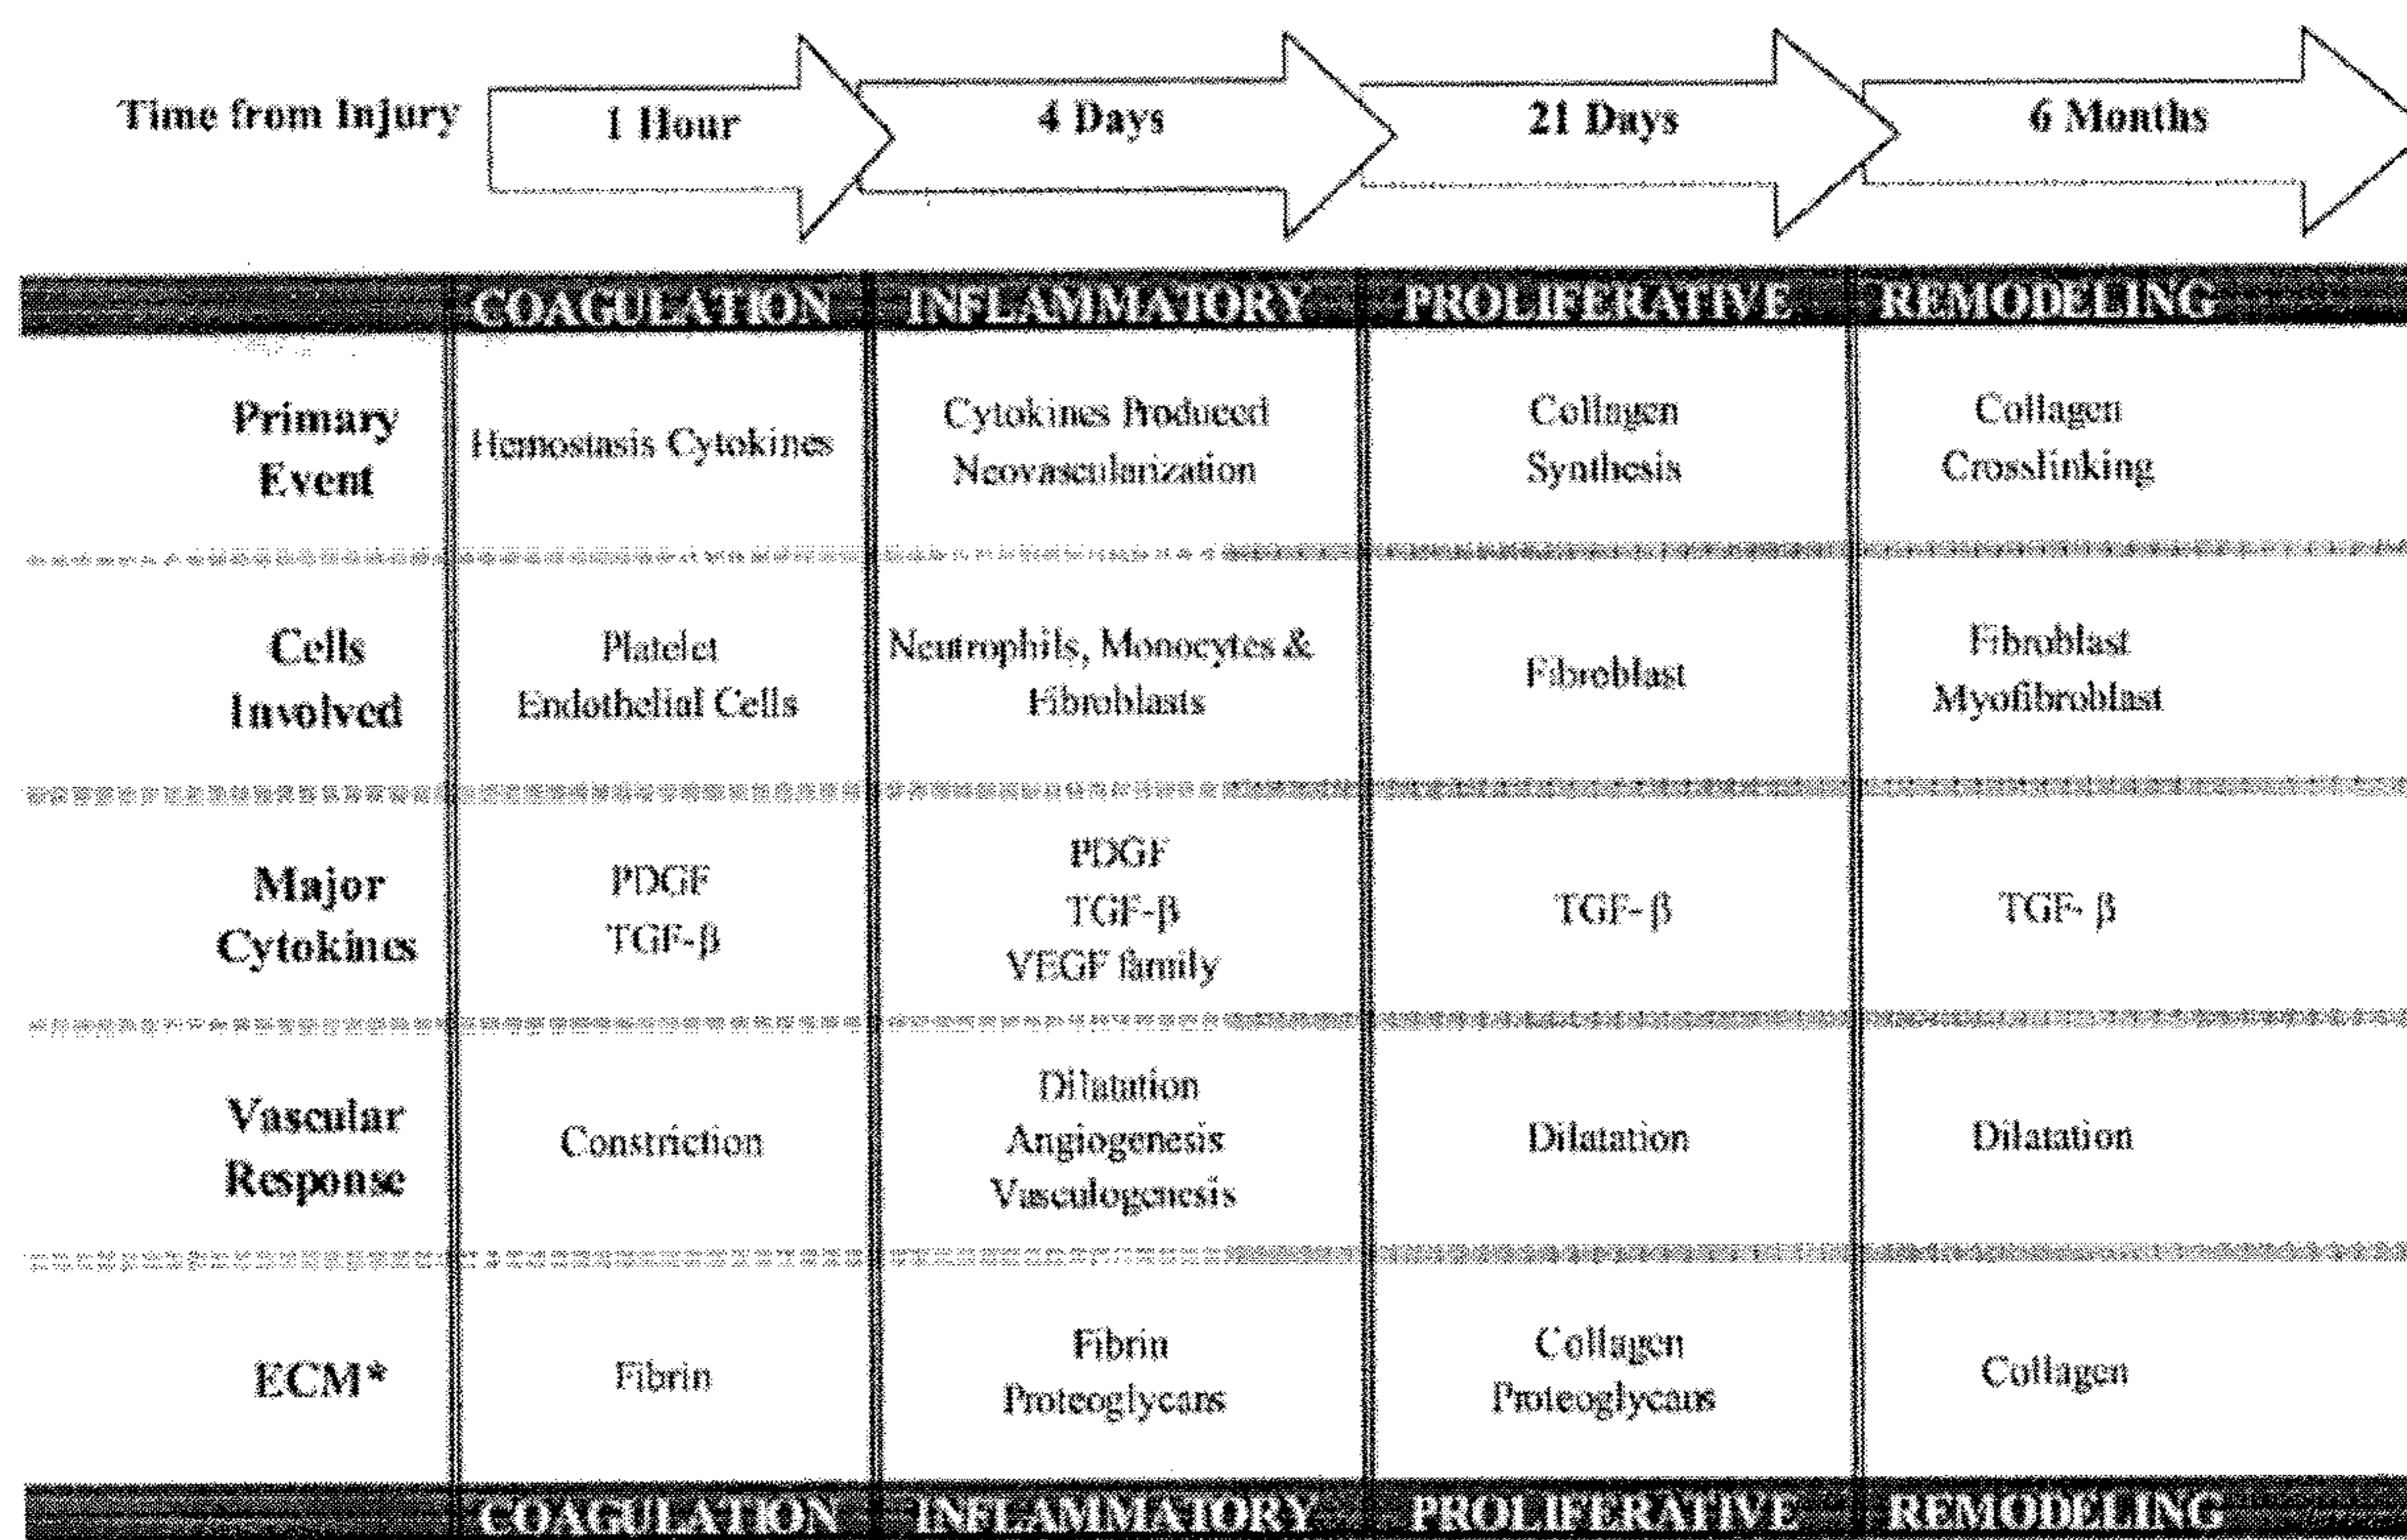 Time from Injury 1 Hour 4 Days 21 Days 6 Months
COAGULATION INFLAMMATORY PROLIFERATIVE REMODELING
Primary
Event
Hemostasis Cytokines
Cytokines Produced
Neovascularization
Collagen
Synthesis
Collagen
Crosslinking
Cells
Involved
Platelet
Endothelial Cells
Neutrophils, Monocytes &
Fibroblasts
Fibroblast
Fibroblast
Myofibroblast
Major
Cytokines
PDGF
TGF-β
PDGF
TGF-β
VEGF family
TGF- β
TGF- β
Vascular
Response
Constriction
Dilatation
Angiogenesis
Vasculogenesis
Dilatation
Dilatation
ECM*
Fibrin
Fibrin
Proteoglycans
Collagen
Proteoglycans
Collagen
COAGULATION INFLAMMATORY PROLIFERATIVE REMODELING